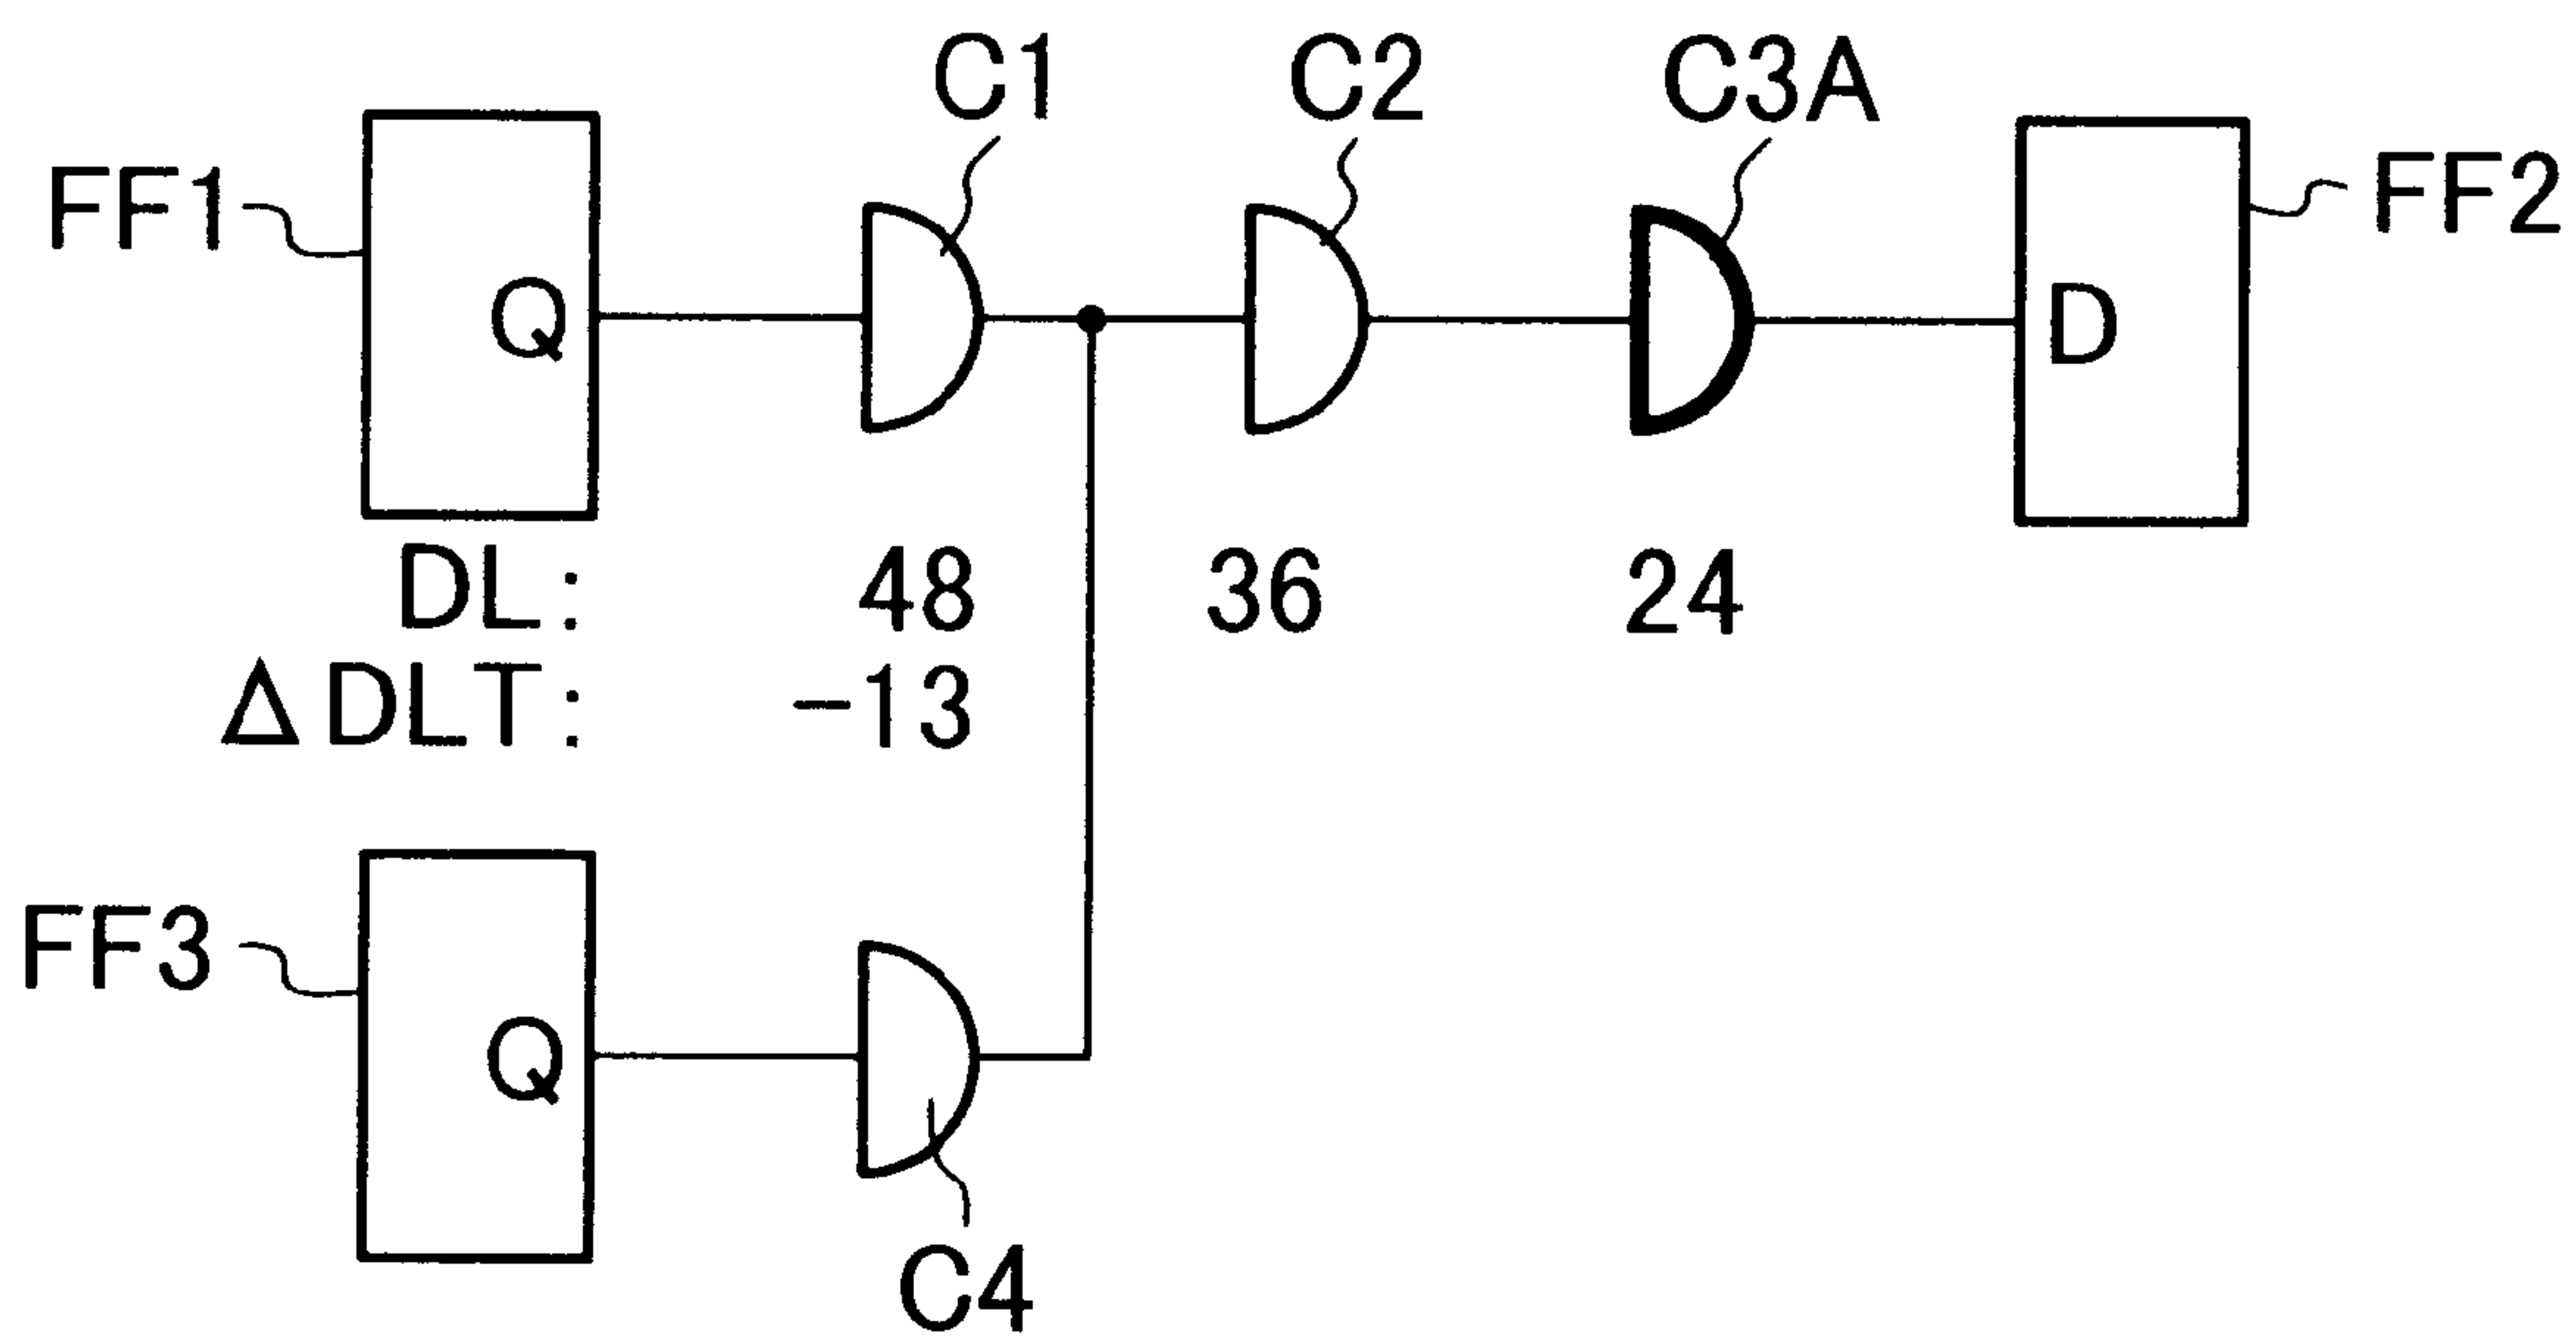 C1 C2 C3A
FF1 FF2
Q D
DL: 48 36 24
ΔDLT: -13
FF3
Q
C4